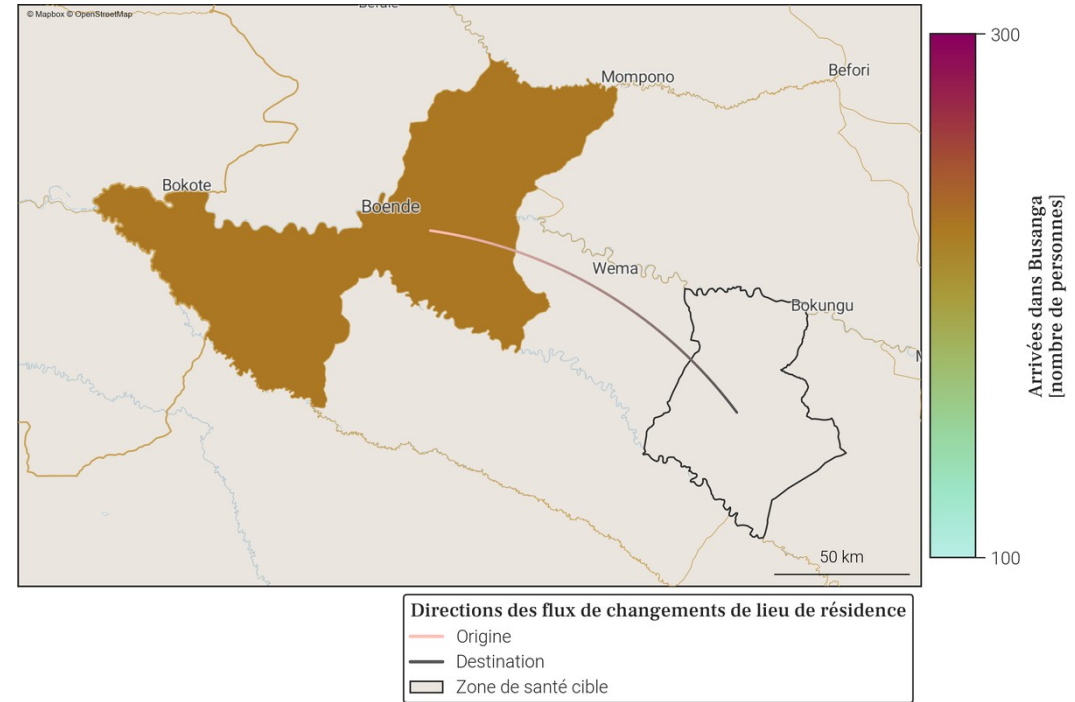 © Mapbox © OpenStreetMap
Mompono
Befori
Bokote
Boende
Wema
Bokungu
50 km
300
100
Arrivées dans Busanga
[nombre de personnes]
Directions des flux de changements de lieu de résidence
Origine
Destination
Zone de santé cible